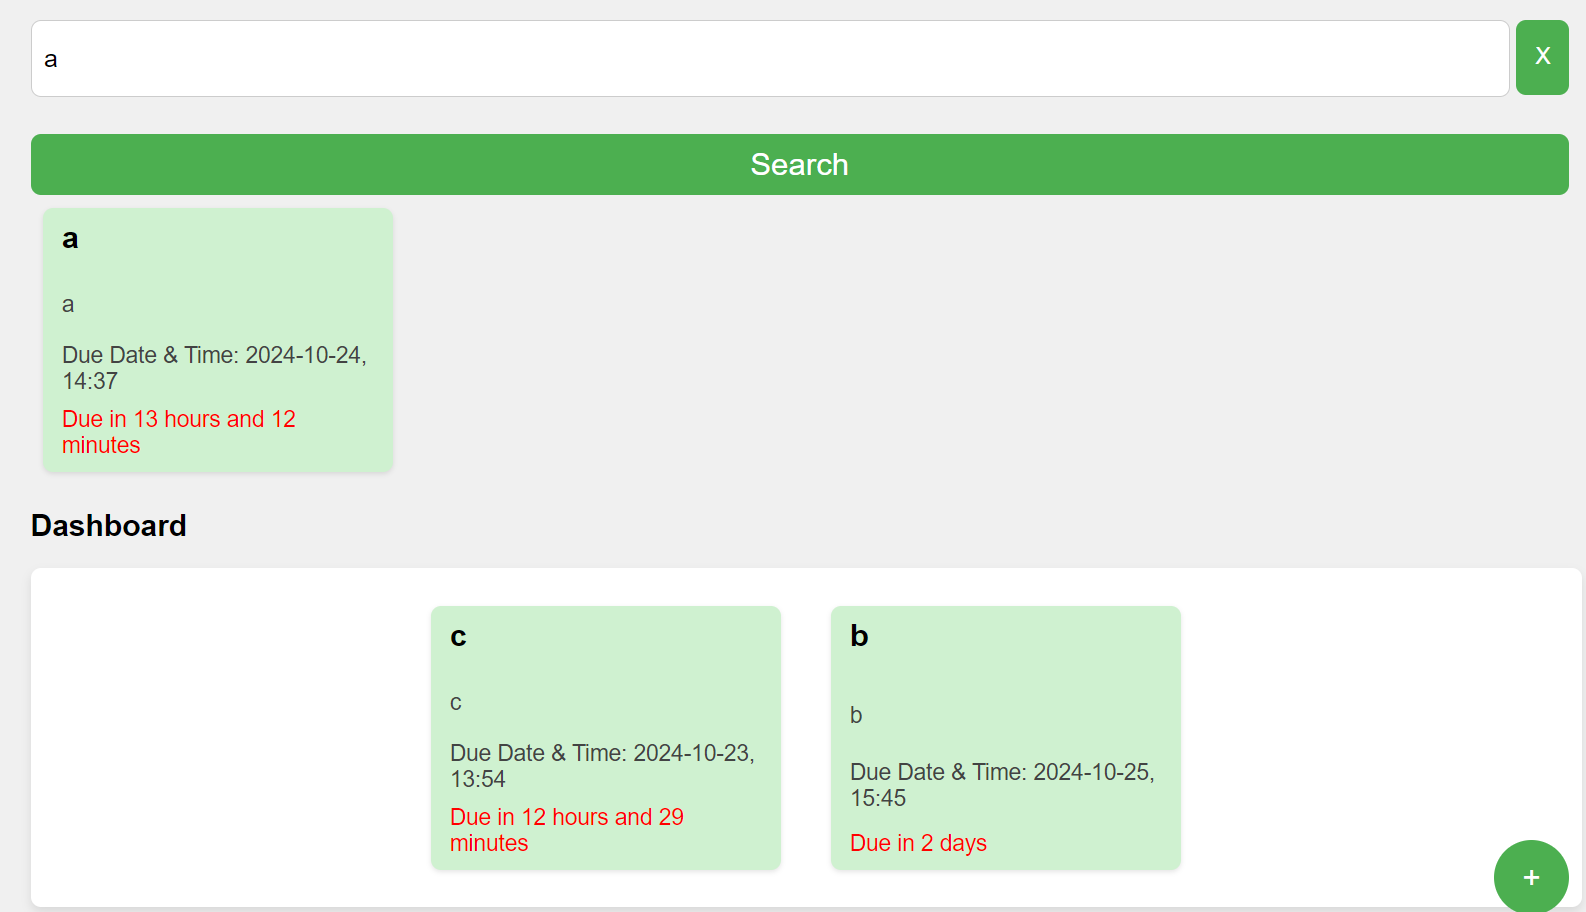 a
X
Search
a
a
Due Date & Time: 2024-10-24,
14:37
Due in 13 hours and 12
minutes
Dashboard
c
c
Due Date & Time: 2024-10-23,
13:54
Due in 12 hours and 29
minutes
b
b
Due Date & Time: 2024-10-25,
15:45
Due in 2 days
+